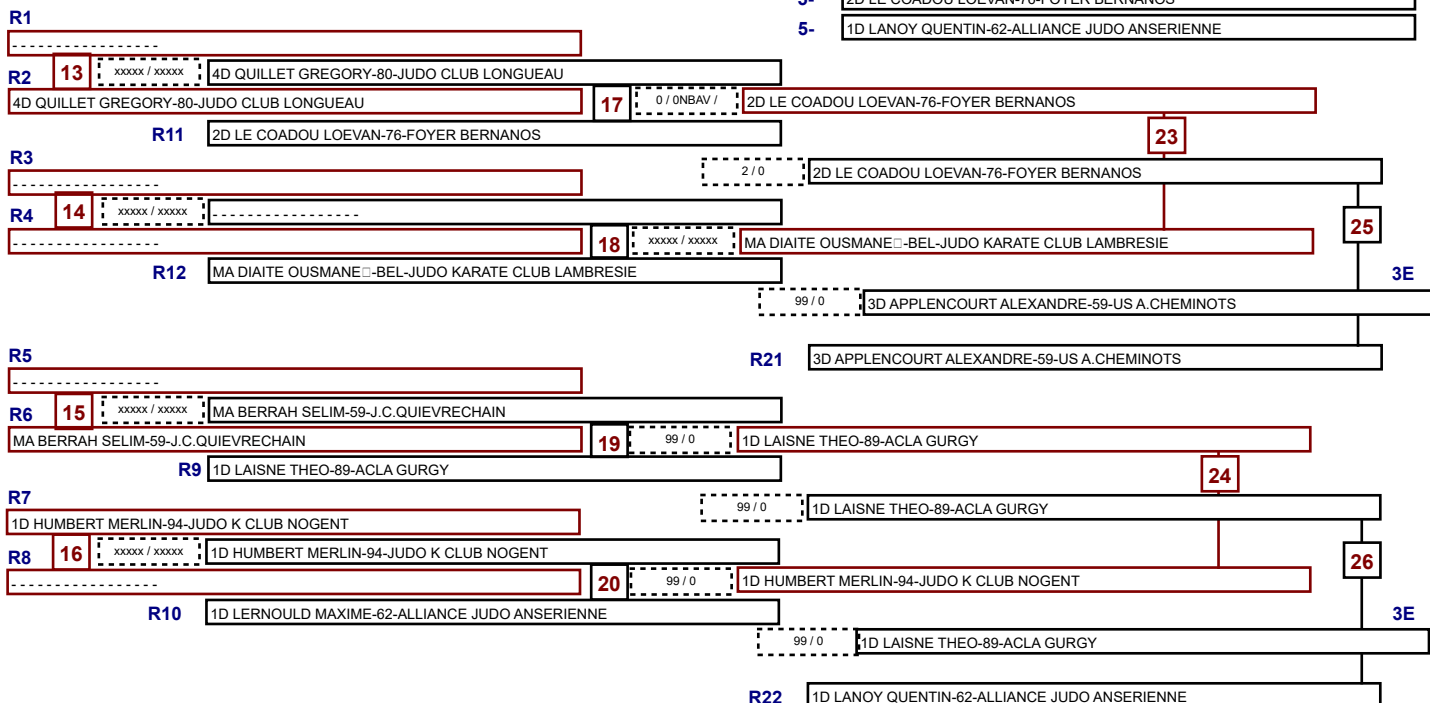 3- 2D LE COADOU LOEVAN-76-FOYER BERNANOS
R1
5- 1D LANOY QUENTIN-62-ALLIANCE JUDO ANSERIENNE
- - - - - - - - - - - - - - - - -
R2 13 xxxxx / xxxxx 4D QUILLET GREGORY-80-JUDO CLUB LONGUEAU
4D QUILLET GREGORY-80-JUDO CLUB LONGUEAU 17 0 / 0NBAV / 2D LE COADOU LOEVAN-76-FOYER BERNANOS
R11 2D LE COADOU LOEVAN-76-FOYER BERNANOS 23
R3
2 / 0 2D LE COADOU LOEVAN-76-FOYER BERNANOS
- - - - - - - - - - - - - - - - -
R4 14 xxxxx / xxxxx - - - - - - - - - - - - - - - - - 25
- - - - - - - - - - - - - - - - - 18 xxxxx / xxxxx MA DIAITE OUSMANE□-BEL-JUDO KARATE CLUB LAMBRESIE
R12 MA DIAITE OUSMANE□-BEL-JUDO KARATE CLUB LAMBRESIE 3E
99 / 0 3D APPLENCOURT ALEXANDRE-59-US A.CHEMINOTS
R5
R21 3D APPLENCOURT ALEXANDRE-59-US A.CHEMINOTS
- - - - - - - - - - - - - - - - -
R6 15 xxxxx / xxxxx MA BERRAH SELIM-59-J.C.QUIEVRECHAIN
MA BERRAH SELIM-59-J.C.QUIEVRECHAIN 19 99 / 0 1D LAISNE THEO-89-ACLA GURGY
R9 1D LAISNE THEO-89-ACLA GURGY 24
R7
99 / 0 1D LAISNE THEO-89-ACLA GURGY
1D HUMBERT MERLIN-94-JUDO K CLUB NOGENT
R8 16 xxxxx / xxxxx 1D HUMBERT MERLIN-94-JUDO K CLUB NOGENT 26
- - - - - - - - - - - - - - - - - 20 99 / 0 1D HUMBERT MERLIN-94-JUDO K CLUB NOGENT
R10 1D LERNOULD MAXIME-62-ALLIANCE JUDO ANSERIENNE 3E
99 / 0 1D LAISNE THEO-89-ACLA GURGY
R22 1D LANOY QUENTIN-62-ALLIANCE JUDO ANSERIENNE